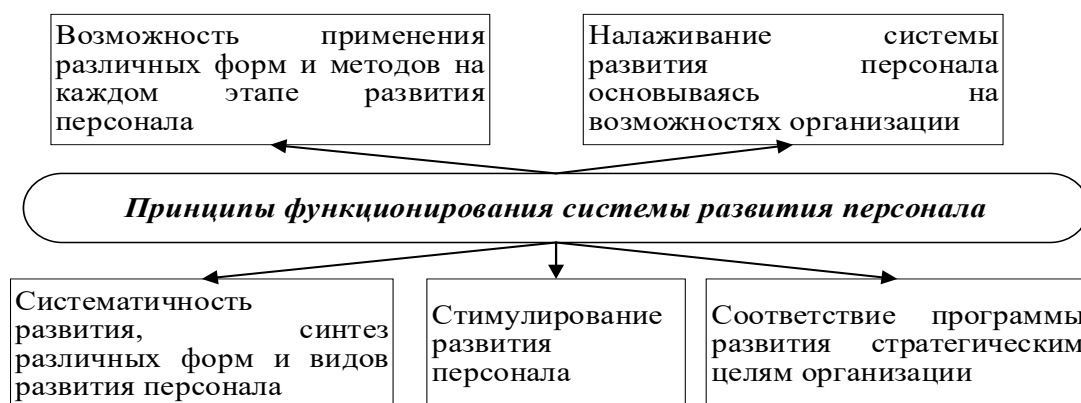 Возможность применения
различных форм и методов на
каждом этапе развития
персонала
Налаживание системы
развития персонала
основываясь на
возможностях организации
Принципы функционирования системы развития персонала
Систематичность
развития, синтез
различных форм и видов
развития персонала
Стимулирование
развития
персонала
Соответствие программы
развития стратегическим
целям организации